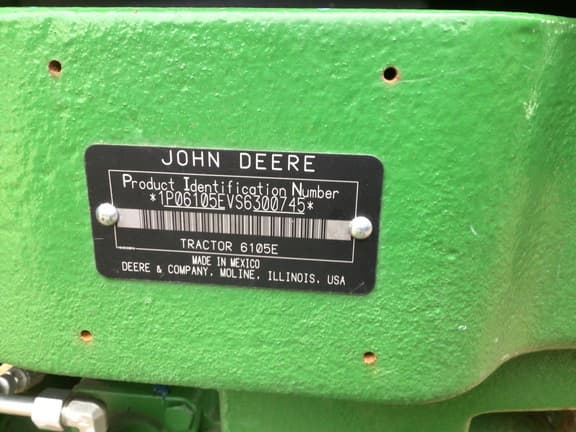 JOHN DEERE
Product Identification Number
*1P06105EVS6300745*
TRACTOR 6105E
MADE IN MEXICO
DEERE & COMPANY, MOLINE, ILLINOIS, USA